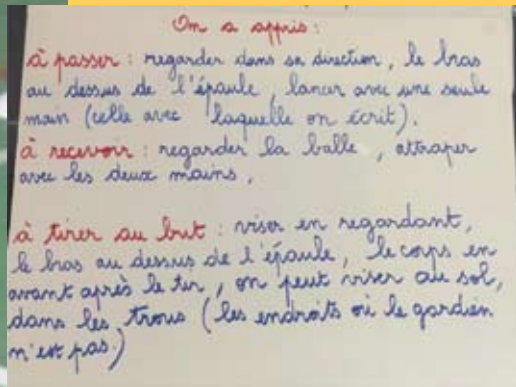 On a appris :
à passer : regarder dans sa direction, le bras
au dessus de l'épaule, lancer avec une seule
main (celle avec laquelle on écrit).
à recevoir : regarder la balle, attraper
avec les deux mains.
à tirer au but : viser en regardant,
le bras au dessus de l'épaule, le corps en
avant après le tir, on peut viser au sol,
dans les trous (les endroits où le gardien
n'est pas.)